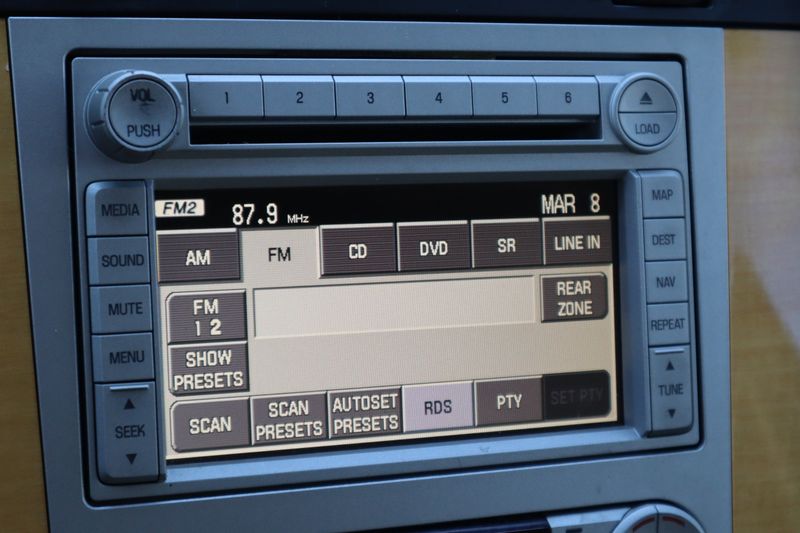 VOL
PUSH
1 2 3 4 5 6
LOAD
MEDIA
SOUND
MUTE
MENU
SEEK
FM2 87.9 MHz MAR 8
AM FM CD DVD SR LINE IN
FM
1 2
REAR
ZONE
SHOW
PRESETS
SCAN
SCAN
PRESETS
AUTOSET
PRESETS
RDS
PTY
SET PTY
MAP
DEST
NAV
REPEAT
TUNE